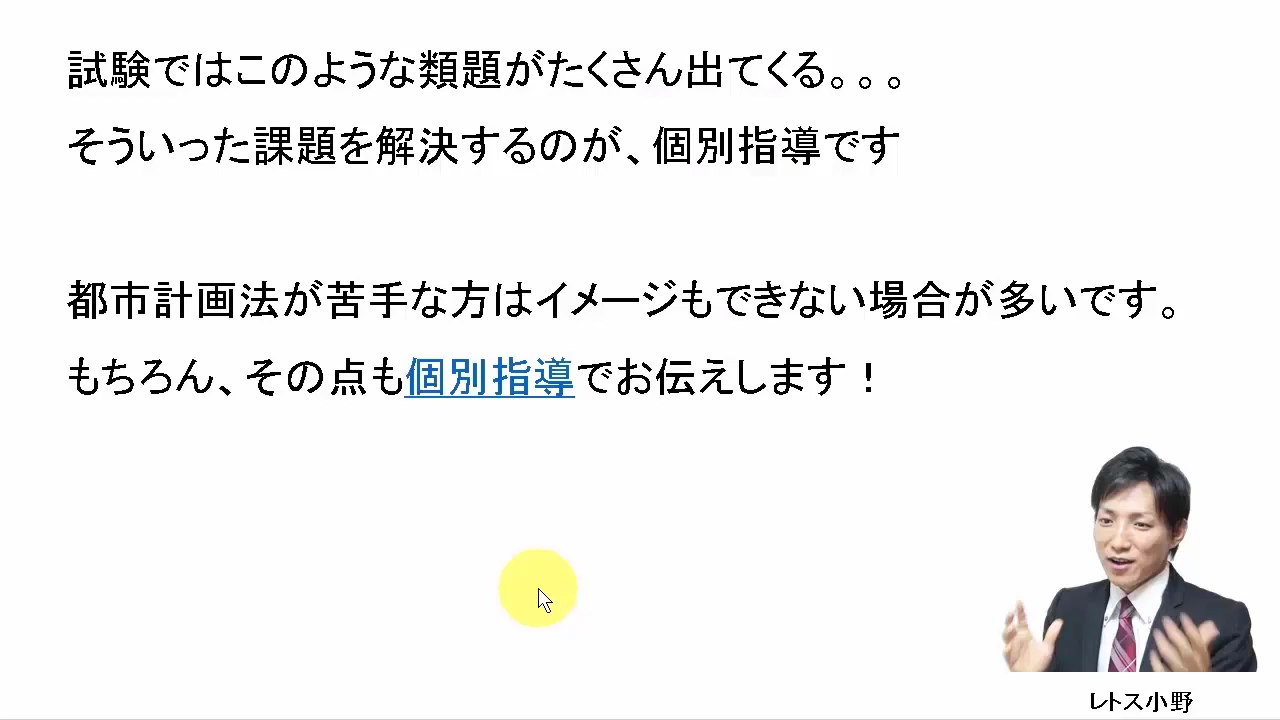 試験ではこのような類題がたくさん出てくる。。。
そういった課題を解決するのが、個別指導です
都市計画法が苦手な方はイメージもできない場合が多いです。
もちろん、その点も個別指導でお伝えします！
レトス小野